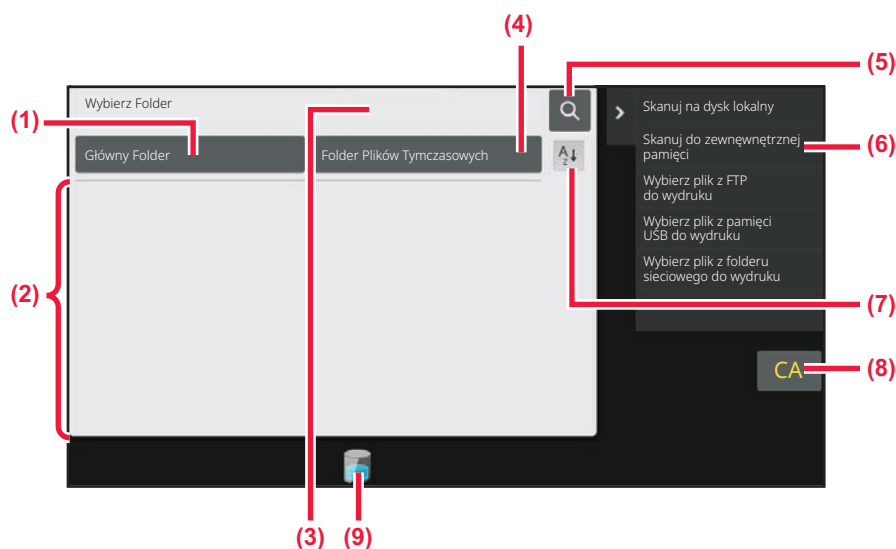 (4)
(5)
Wybierz Folder
Skanuj na dysk lokalny
(1)
Główny Folder
Folder Plików Tymczasowych
Skanuj do zewnęwnętrznej
pamięci
(6)
Wybierz plik z FTP
do wydruku
Wybierz plik z pamięci
USB do wydruku
Wybierz plik z folderu
sieciowego do wydruku
(2)
(7)
CA
(8)
(3)
(9)